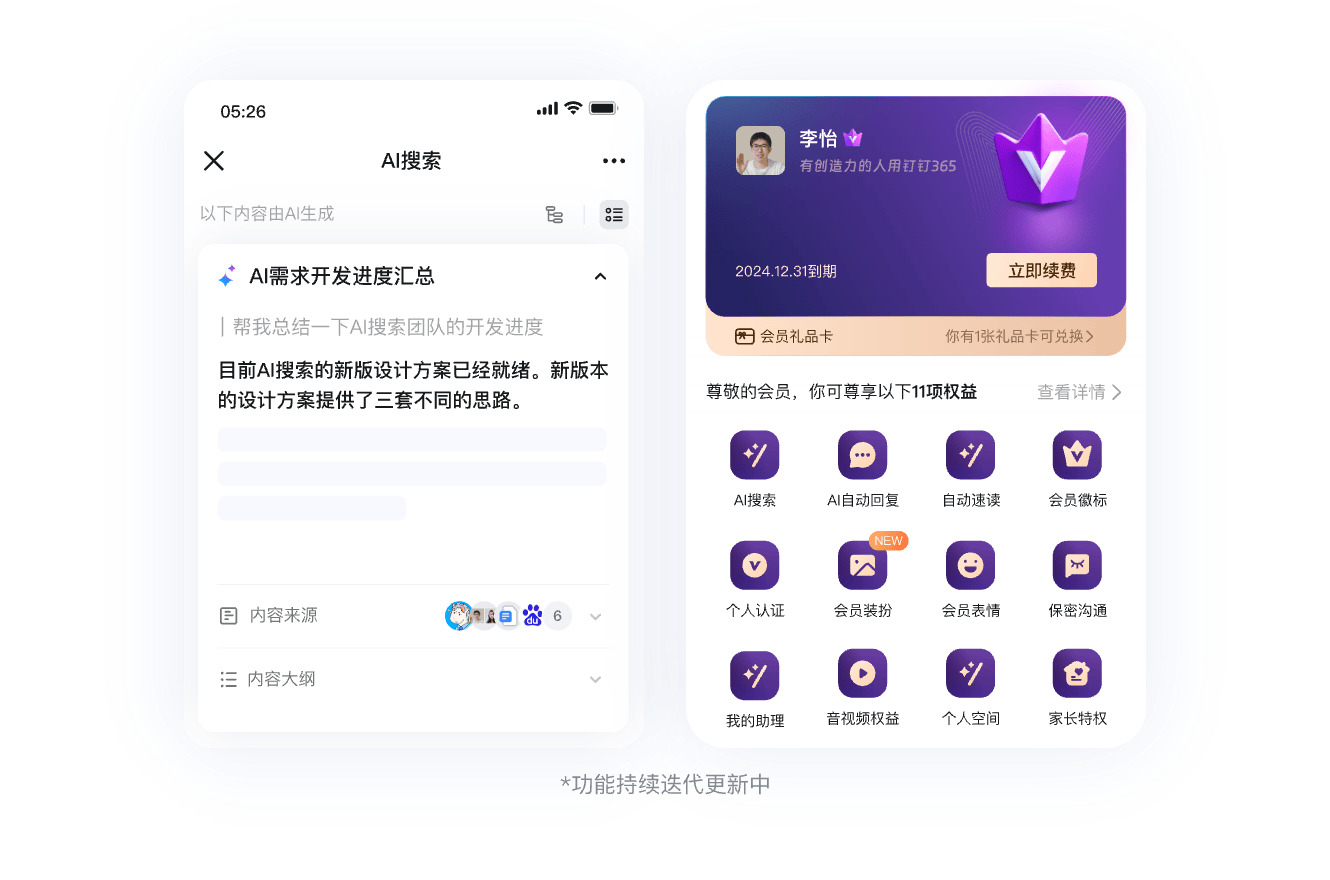 05:26
AI搜索
以下内容由AI生成
AI需求开发进度汇总
帮我总结一下AI搜索团队的开发进度
目前AI搜索的新版设计方案已经就绪。新版本
的设计方案提供了三套不同的思路。
内容来源
du
6
内容大纲
李怡
V
有创造力的人用钉钉365
V
2024.12.31到期
立即续费
会员礼品卡
你有1张礼品卡可兑换
尊敬的会员，你可尊享以下11项权益
查看详情
AI搜索
AI自动回复
自动速读
会员徽标
NEW
个人认证
会员装扮
会员表情
保密沟通
我的助理
音视频权益
个人空间
家长特权
*功能持续迭代更新中